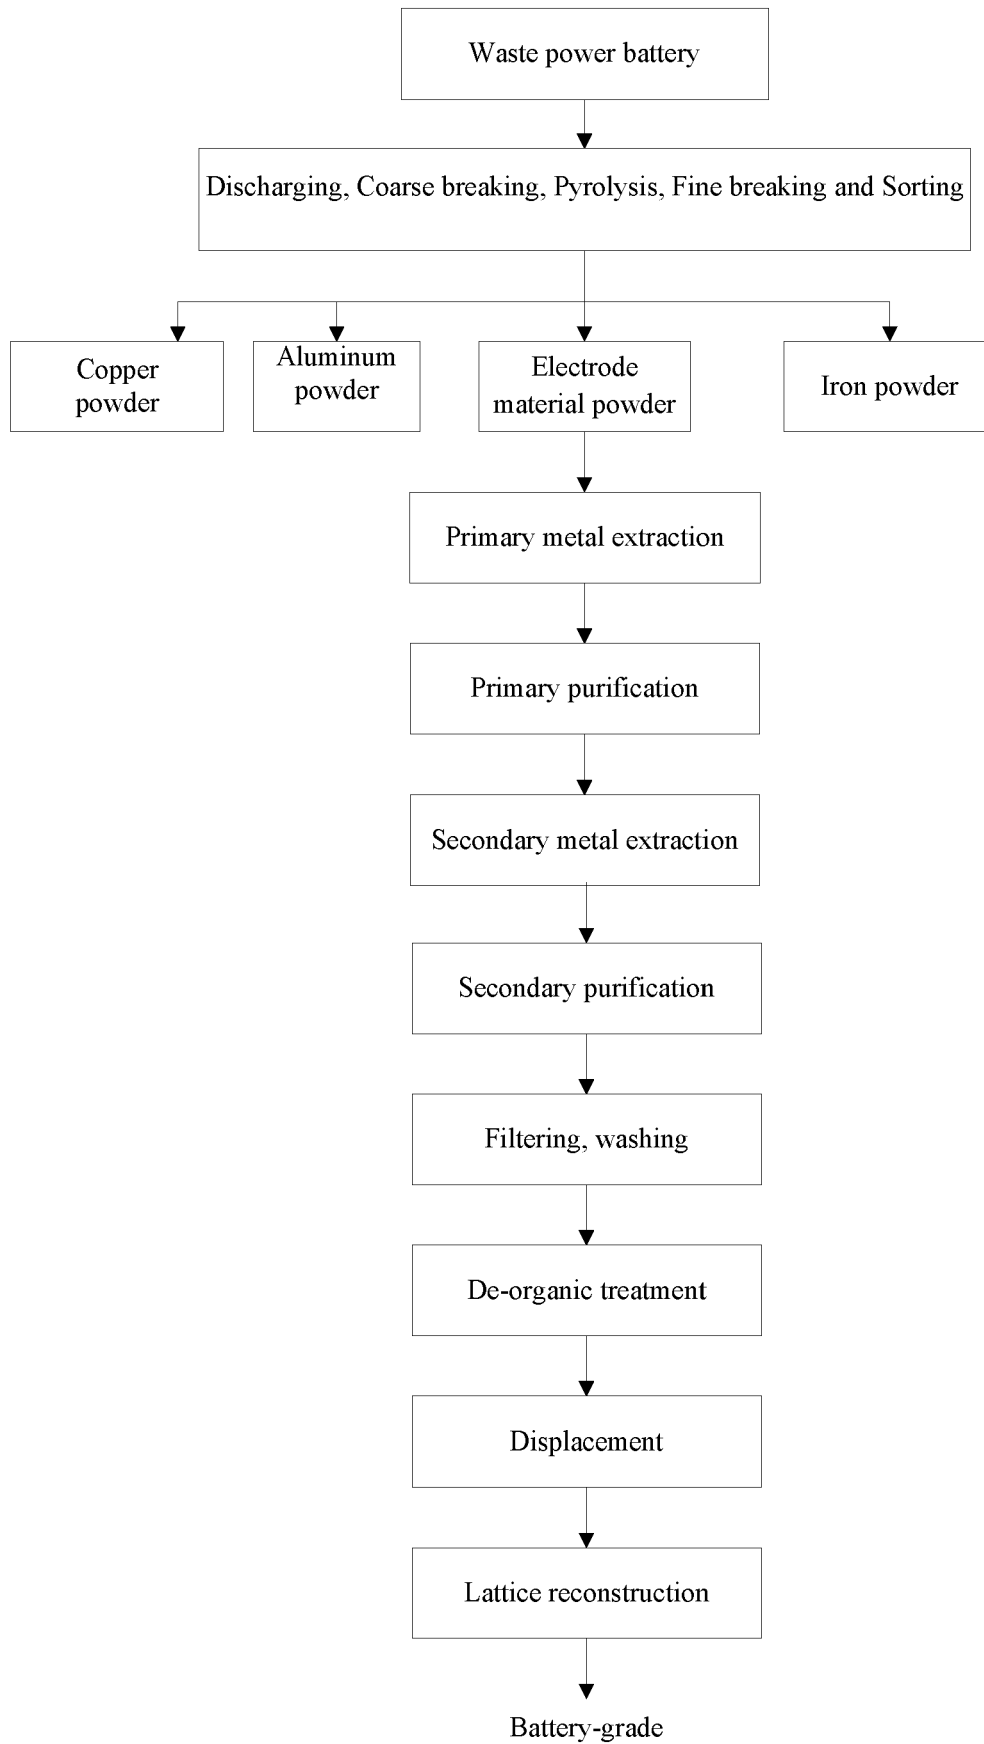 Waste power battery
Discharging, Coarse breaking, Pyrolysis, Fine breaking and Sorting
Copper
powder
Aluminum
powder
Electrode
material powder
Iron powder
Primary metal extraction
Primary purification
Secondary metal extraction
Secondary purification
Filtering, washing
De-organic treatment
Displacement
Lattice reconstruction
Battery-grade